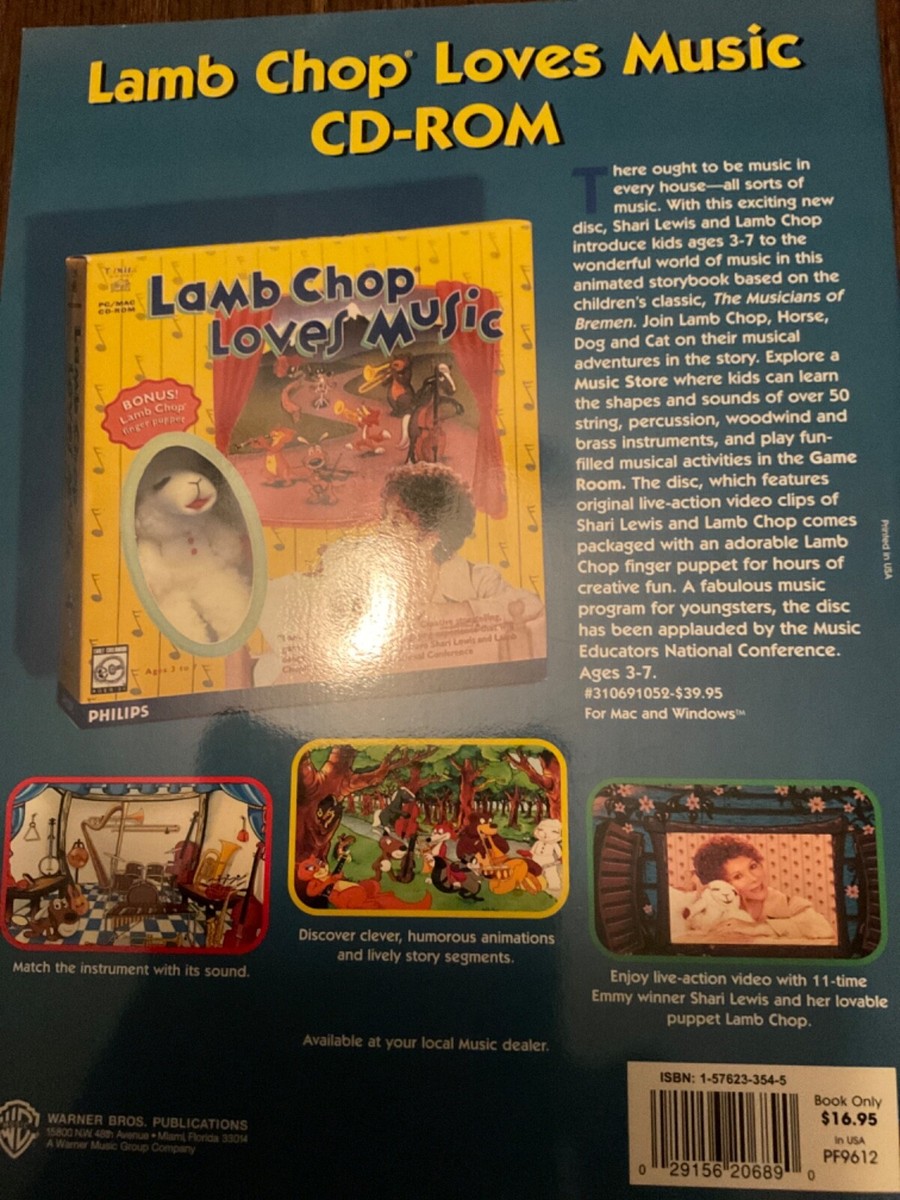 Lamb Chop® Loves Music
CD-ROM
There ought to be music in
every house—all sorts of
music. With this exciting new
disc, Shari Lewis and Lamb Chop
introduce kids ages 3-7 to the
wonderful world of music in this
animated storybook based on the
children's classic, The Musicians of
Bremen. Join Lamb Chop, Horse,
Dog and Cat on their musical
adventures in the story. Explore a
Music Store where kids can learn
the shapes and sounds of over 50
string, percussion, woodwind and
brass instruments, and play fun-
filled musical activities in the Game
Room. The disc, which features
original live-action video clips of
Shari Lewis and Lamb Chop comes
packaged with an adorable Lamb
Chop finger puppet for hours of
creative fun. A fabulous music
program for youngsters, the disc
has been applauded by the Music
Educators National Conference.
Ages 3-7.
#310691052-$39.95
For Mac and Windows™
Printed in USA
PC/MAC
CD-ROM
Lamb Chop®
Loves Music
BONUS!
Lamb Chop®
finger puppet
Shari Lewis and Lamb
Conference
EARLY CHILDHOOD
Ages 3 to 7
PHILIPS
Match the instrument with its sound.
Discover clever, humorous animations
and lively story segments.
Enjoy live-action video with 11-time
Emmy winner Shari Lewis and her lovable
puppet Lamb Chop.
Available at your local Music dealer.
WARNER BROS. PUBLICATIONS
15800 N.W. 48th Avenue • Miami, Florida 33014
A Warner Music Group Company
ISBN: 1-57623-354-5
Book Only
$16.95
in USA
PF9612
0 29156 20689 0